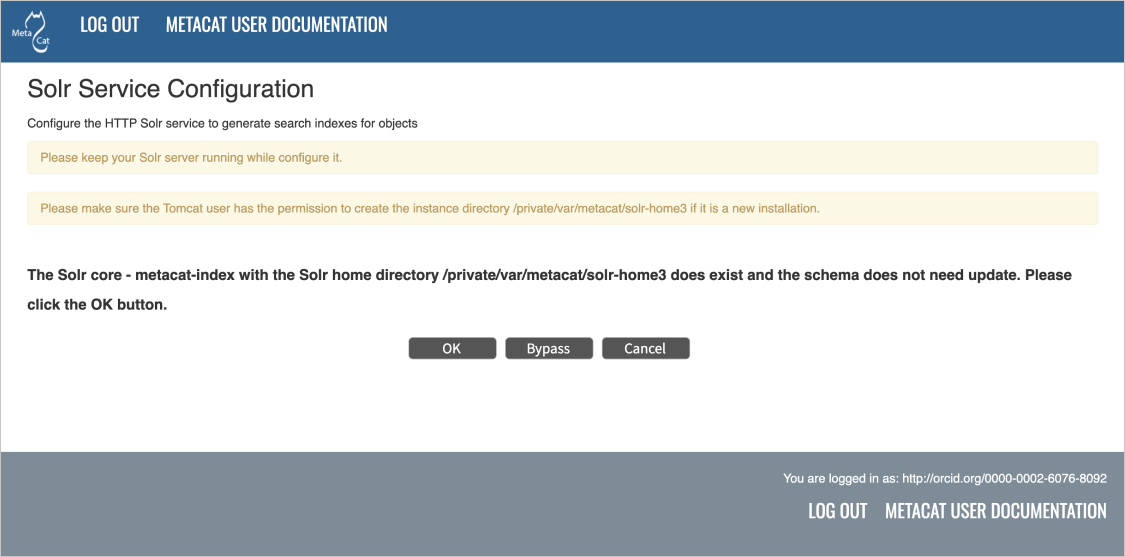 Meta
Cat
LOG OUT METACAT USER DOCUMENTATION
Solr Service Configuration
Configure the HTTP Solr service to generate search indexes for objects
Please keep your Solr server running while configure it.
Please make sure the Tomcat user has the permission to create the instance directory /private/var/metacat/solr-home3 if it is a new installation.
The Solr core - metacat-index with the Solr home directory /private/var/metacat/solr-home3 does exist and the schema does not need update. Please
click the OK button.
OK Bypass Cancel
You are logged in as: http://orcid.org/0000-0002-6076-8092
LOG OUT METACAT USER DOCUMENTATION